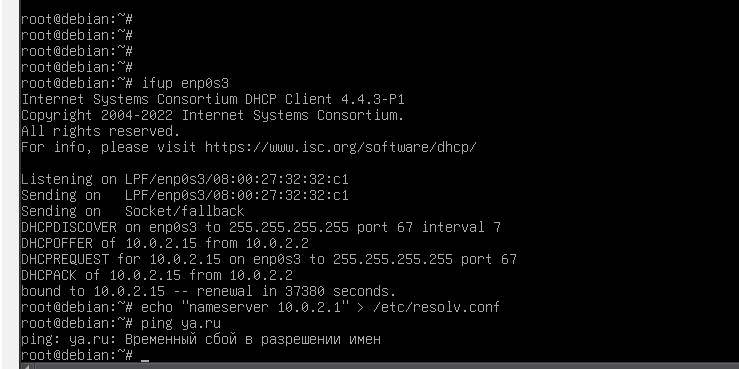 root@debian:~#
root@debian:~#
root@debian:~#
root@debian:~#
root@debian:~# ifup enp0s3
Internet Systems Consortium DHCP Client 4.4.3-P1
Copyright 2004-2022 Internet Systems Consortium.
All rights reserved.
For info, please visit https://www.isc.org/software/dhcp/
Listening on LPF/enp0s3/08:00:27:32:32:c1
Sending on   LPF/enp0s3/08:00:27:32:32:c1
Sending on   Socket/fallback
DHCPDISCOVER on enp0s3 to 255.255.255.255 port 67 interval 7
DHCPOFFER of 10.0.2.15 from 10.0.2.2
DHCPREQUEST for 10.0.2.15 on enp0s3 to 255.255.255.255 port 67
DHCPACK of 10.0.2.15 from 10.0.2.2
bound to 10.0.2.15 -- renewal in 37380 seconds.
root@debian:~# echo "nameserver 10.0.2.1" > /etc/resolv.conf
root@debian:~# ping ya.ru
ping: ya.ru: Временный сбой в разрешении имен
root@debian:~# _